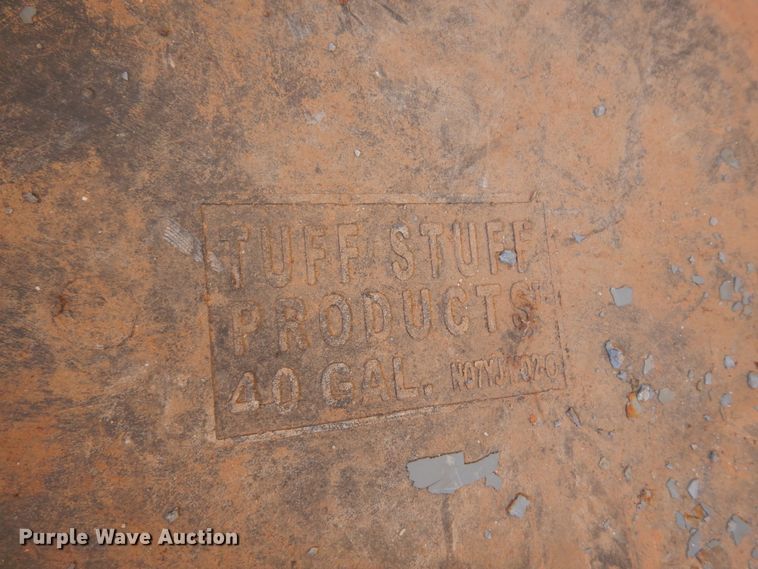 TUFF STUFF
PRODUCTS
40 GAL.
Purple Wave Auction